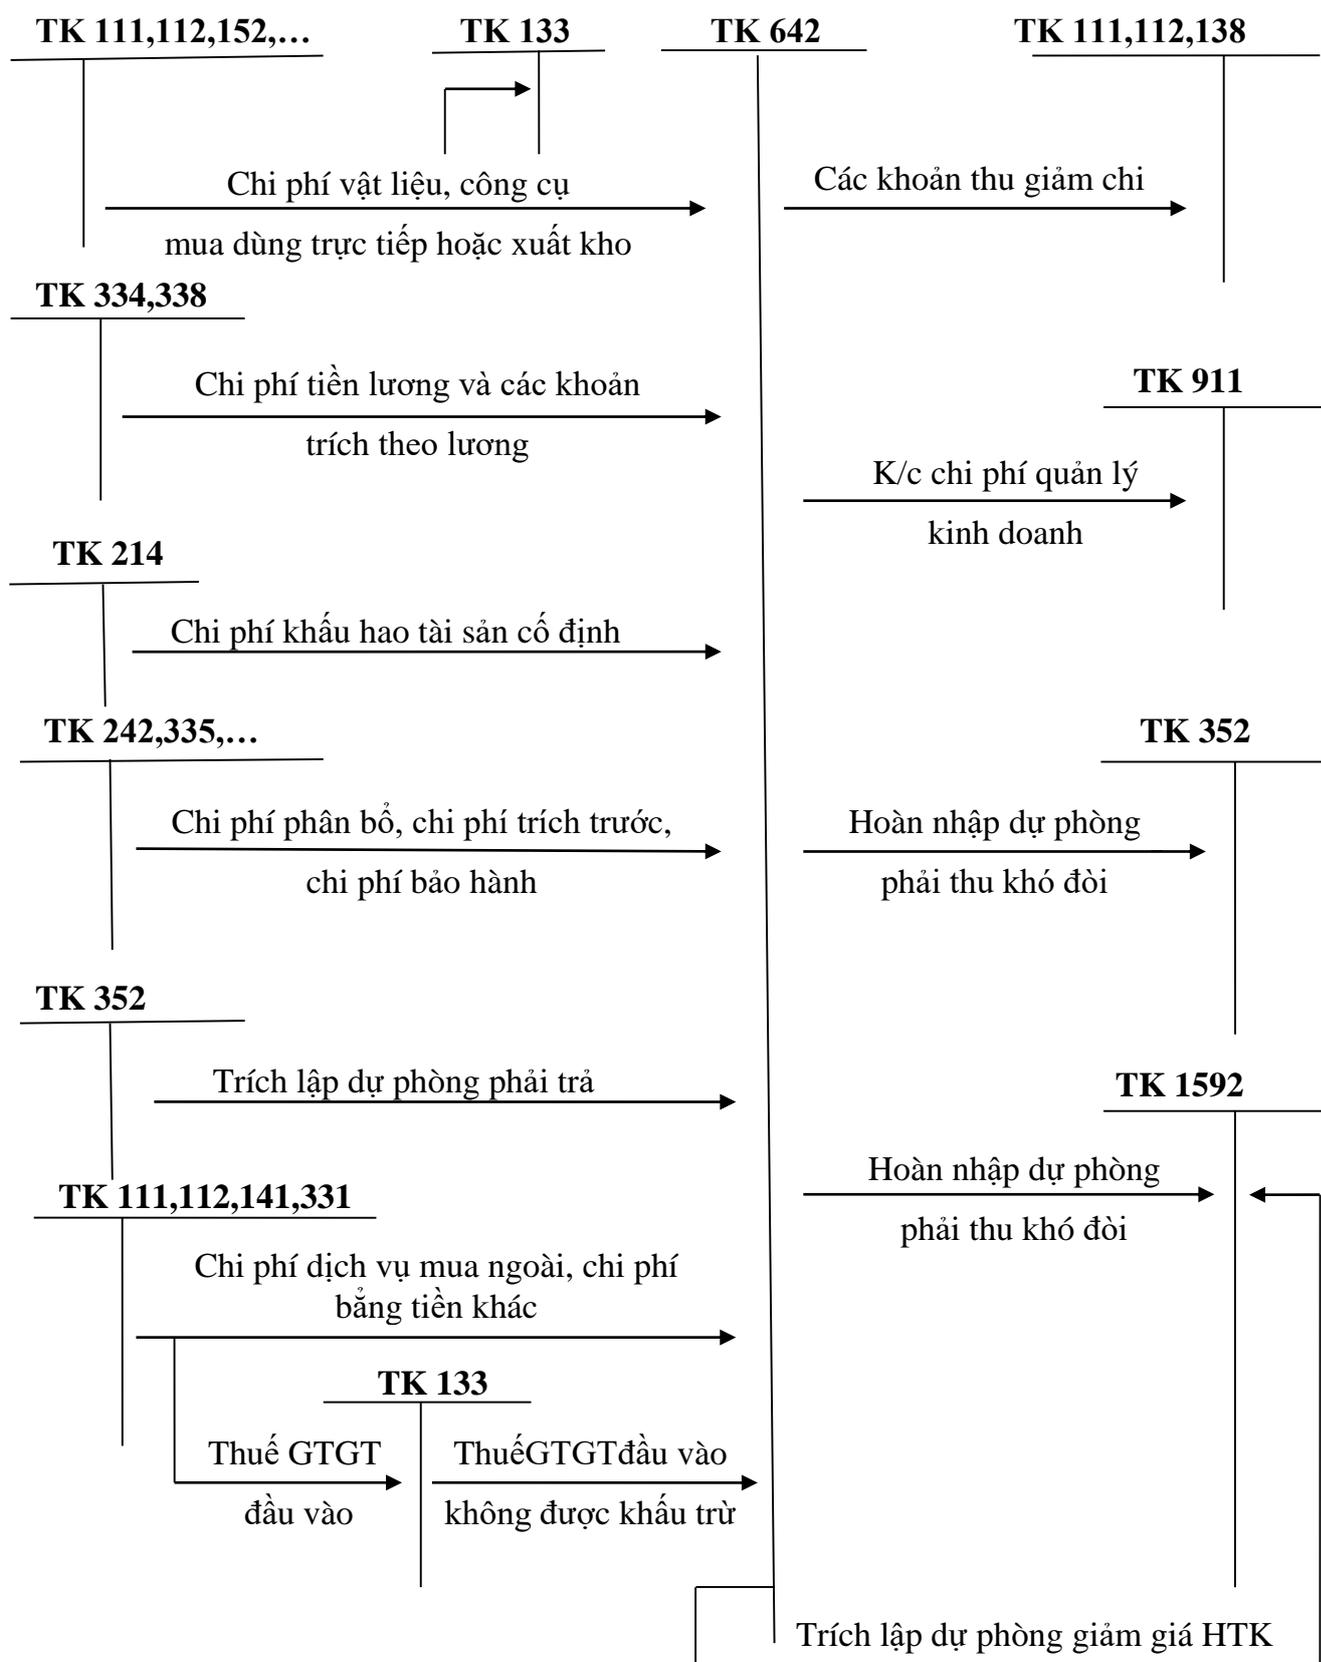 TK 111,112,152,… TK 133 TK 642 TK 111,112,138
Chi phí vật liệu, công cụ
mua dùng trực tiếp hoặc xuất kho
Các khoản thu giảm chi
TK 334,338
Chi phí tiền lương và các khoản
trích theo lương
TK 911
K/c chi phí quản lý
kinh doanh
TK 214
Chi phí khấu hao tài sản cố định
TK 242,335,…
Chi phí phân bổ, chi phí trích trước,
chi phí bảo hành
TK 352
Hoàn nhập dự phòng
phải thu khó đòi
TK 352
Trích lập dự phòng phải trả
TK 1592
Hoàn nhập dự phòng
phải thu khó đòi
TK 111,112,141,331
Chi phí dịch vụ mua ngoài, chi phí
bằng tiền khác
TK 133
Thuế GTGT
đầu vào
ThuếGTGTđầu vào
không được khấu trừ
Trích lập dự phòng giảm giá HTK